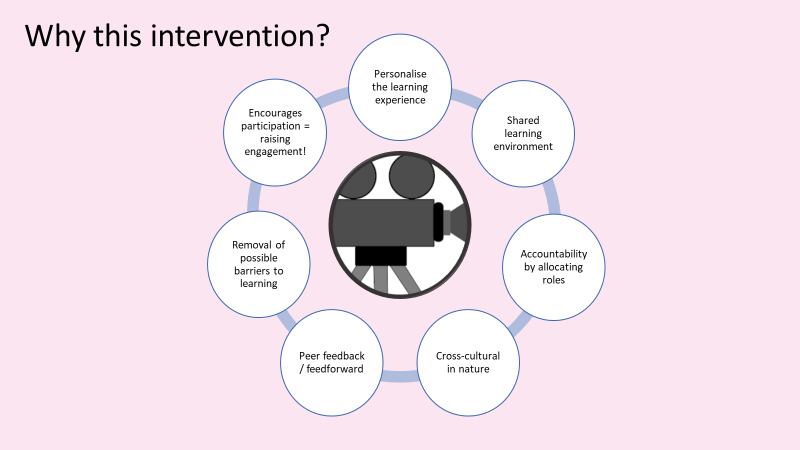 Why this intervention?
Personalise
the learning
experience
Shared
learning
environment
Accountability
by allocating
roles
Cross-cultural
in nature
Peer feedback
/ feedforward
Removal of
possible
barriers to
learning
Encourages
participation =
raising
engagement!